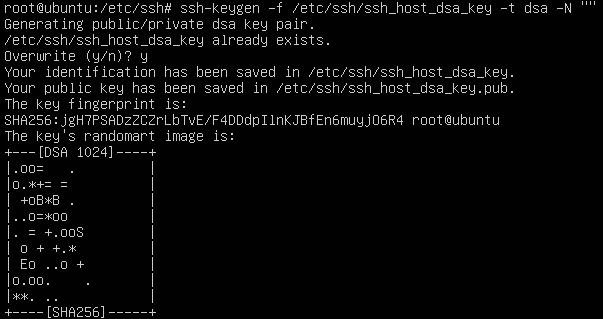 root@ubuntu:/etc/ssh# ssh-keygen -f /etc/ssh/ssh_host_dsa_key -t dsa -N ""
Generating public/private dsa key pair.
/etc/ssh/ssh_host_dsa_key already exists.
Overwrite (y/n)? y
Your identification has been saved in /etc/ssh/ssh_host_dsa_key.
Your public key has been saved in /etc/ssh/ssh_host_dsa_key.pub.
The key fingerprint is:
SHA256:jgH7PSADzZCZrLbTvE/F4DDdpIlnKJBfEn6muyjO6R4 root@ubuntu
The key's randomart image is:
+---[DSA 1024]----+
|.oo=   .         |
|o.*+= =          |
| +oB*B .         |
|..o=*oo          |
|. = +.ooS        |
| o + +.*         |
| Eo ..o +        |
|o.oo.    .       |
|**. ..           |
+----[SHA256]-----+